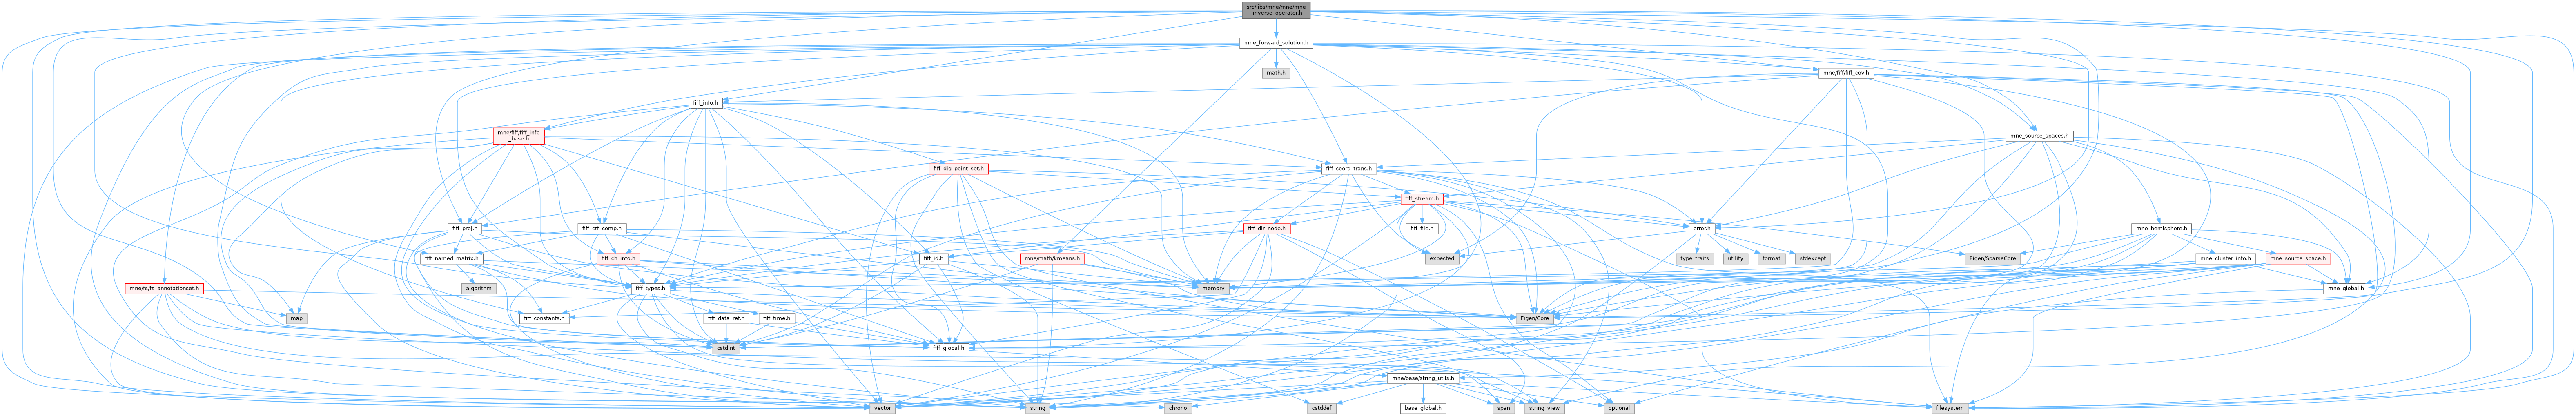 src/libs/mne/mne/mne
_inverse_operator.h
mne_forward_solution.h
math.h
mne/fiff/fiff_cov.h
fiff_info.h
mne/fiff/fiff_info
_base.h
mne_source_spaces.h
fiff_dig_point_set.h
fiff_coord_trans.h
fiff_stream.h
fiff_proj.h
fiff_ctf_comp.h
fiff_dir_node.h
fiff_file.h
error.h
mne_hemisphere.h
fiff_named_matrix.h
fiff_ch_info.h
fiff_id.h
mne/math/kmeans.h
expected
type_traits
utility
format
stdexcept
Eigen/SparseCore
mne_cluster_info.h
mne_source_space.h
mne/fs/fs_annotationset.h
algorithm
fiff_types.h
memory
mne_global.h
map
fiff_constants.h
fiff_data_ref.h
fiff_time.h
Eigen/Core
cstdint
fiff_global.h
mne/base/string_utils.h
vector
string
chrono
cstddef
base_global.h
span
string_view
optional
filesystem